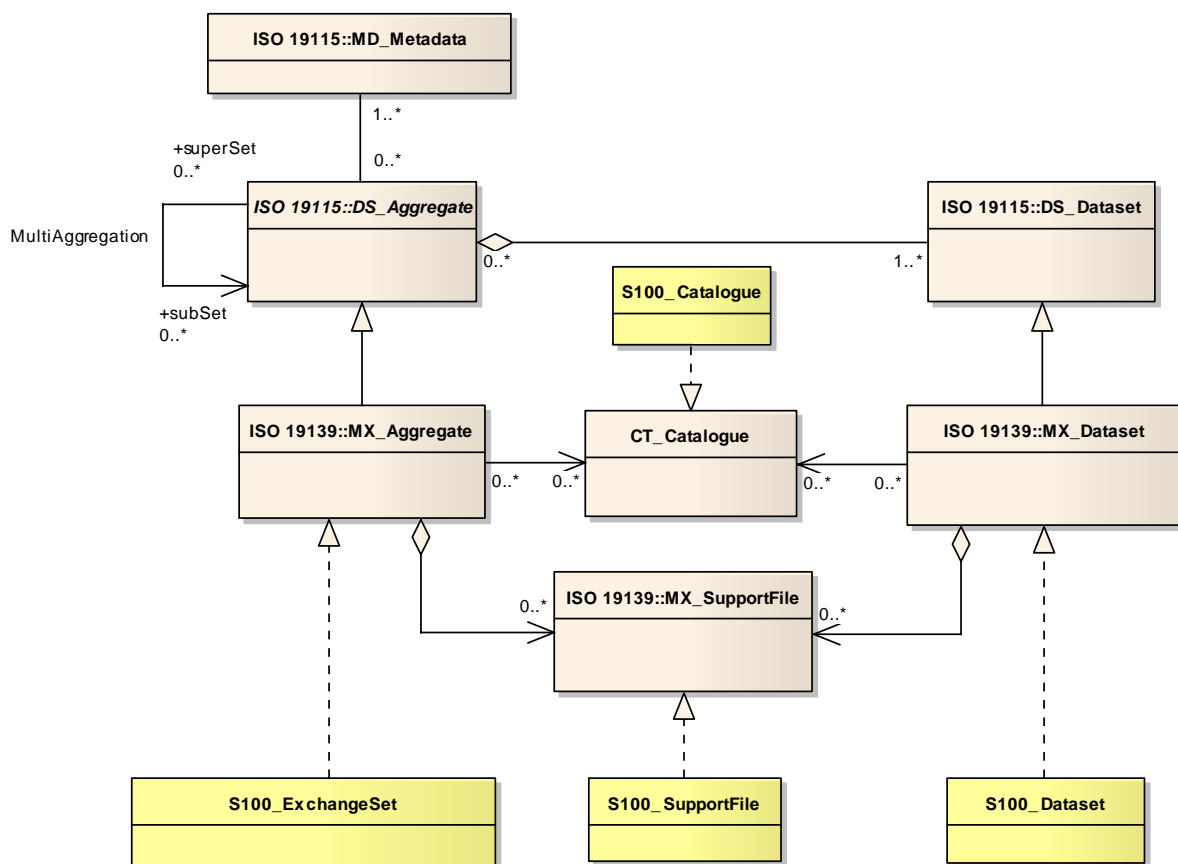 ISO 19115::MD_Metadata
1..*
0..*
+superSet
0..*
MultiAggregation
+subSet
0..*
ISO 19115::DS_Aggregate
0..*
1..*
ISO 19115::DS_Dataset
S100_Catalogue
ISO 19139::MX_Aggregate
0..*
0..*
CT_Catalogue
0..*
0..*
ISO 19139::MX_Dataset
0..*
ISO 19139::MX_SupportFile
0..*
S100_ExchangeSet
S100_SupportFile
S100_Dataset